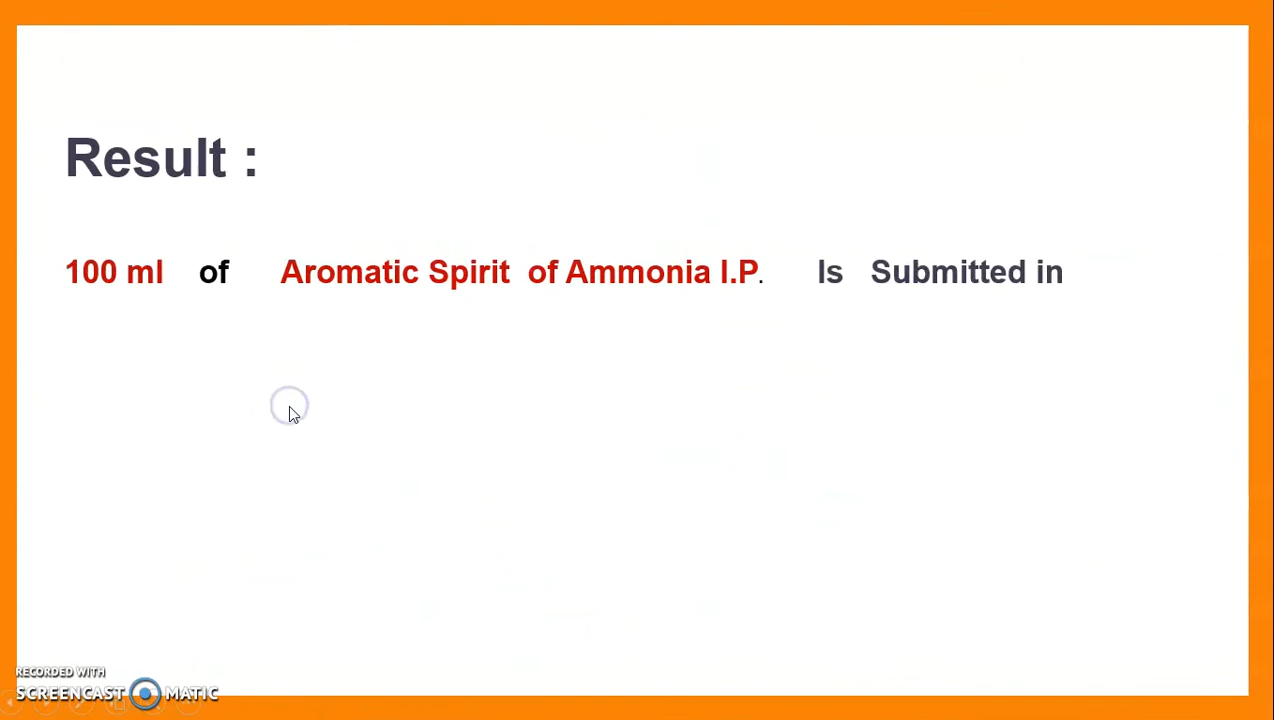 Result :
100 ml of Aromatic Spirit of Ammonia I.P. Is Submitted in
RECORDED WITH
SCREENCAST MATIC